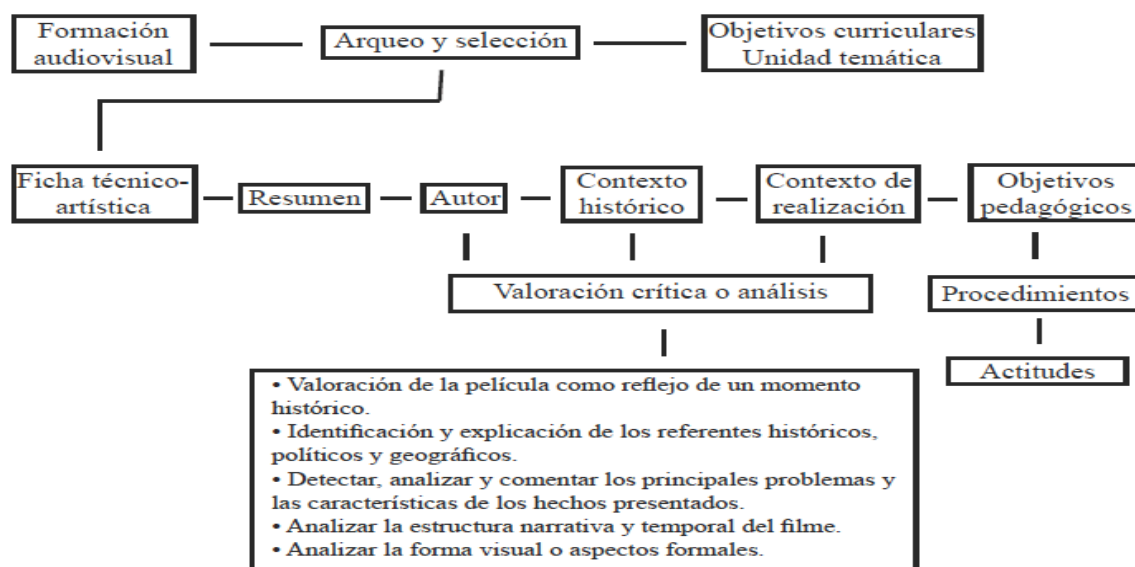 Formación
audiovisual
Arqueo y selección
Objetivos curriculares
Unidad temática
Ficha técnico-
artística
Resumen
Autor
Contexto
histórico
Contexto de
realización
Objetivos
pedagógicos
Valoración crítica o análisis
Procedimientos
Actitudes
• Valoración de la película como reflejo de un momento
histórico.
• Identificación y explicación de los referentes históricos,
políticos y geográficos.
• Detectar, analizar y comentar los principales problemas y
las características de los hechos presentados.
• Analizar la estructura narrativa y temporal del filme.
• Analizar la forma visual o aspectos formales.